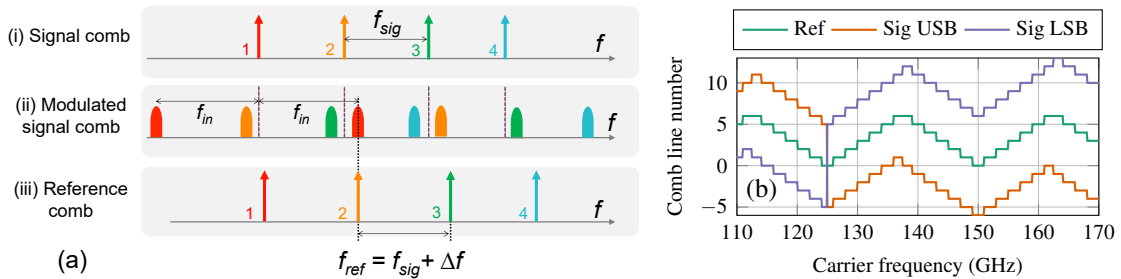 (i) Signal comb
1 2 3 4
f_sig
f
(ii) Modulated
signal comb
f_in f_in
f
(iii) Reference
comb
1 2 3 4
f
(a)
f_ref = f_sig + Δf
Ref Sig USB Sig LSB
Comb line number
10
5
0
−5
(b)
110 120 130 140 150 160 170
Carrier frequency (GHz)